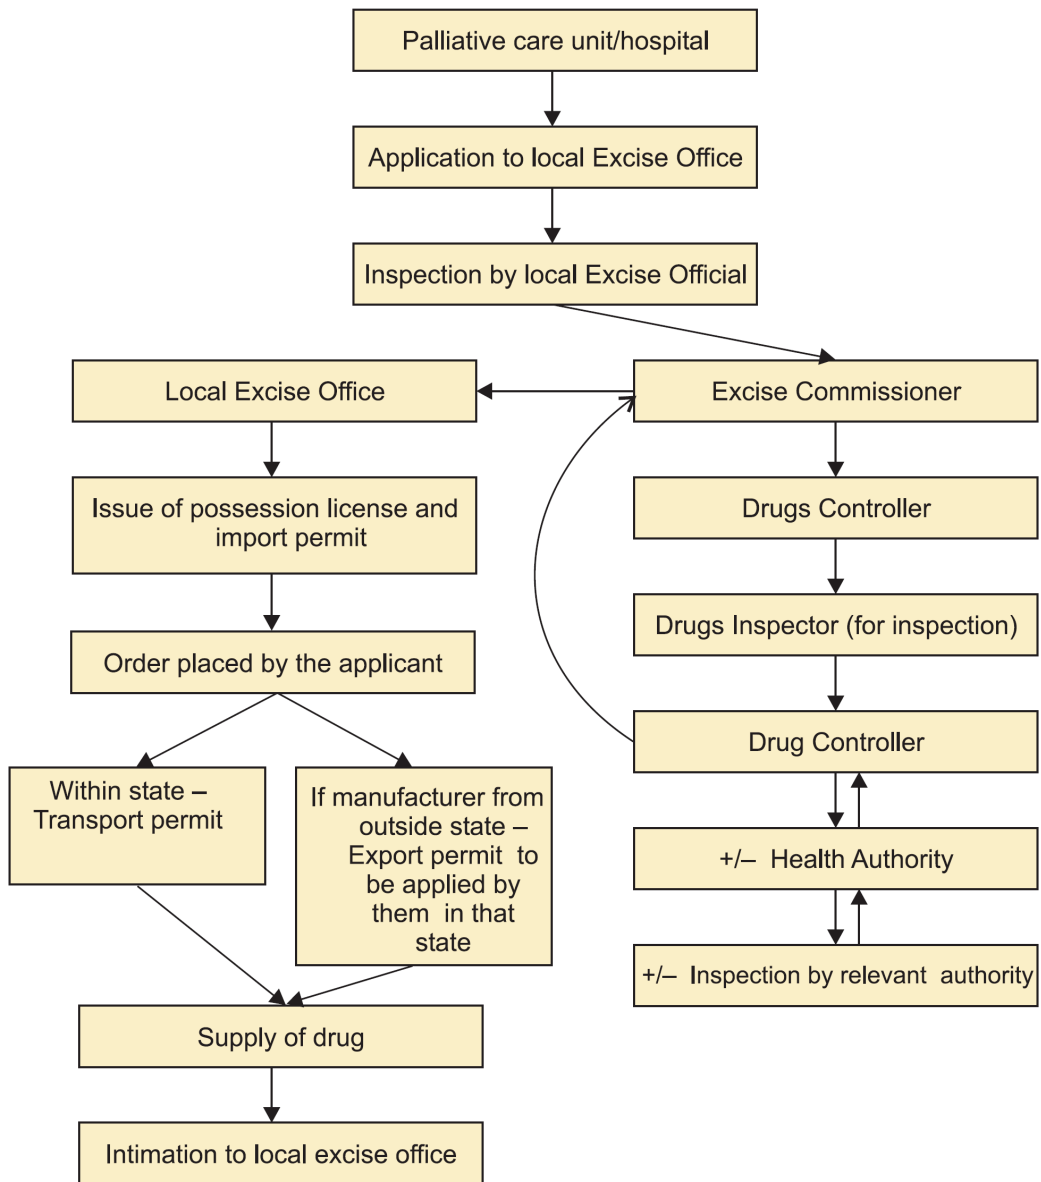 Palliative care unit/hospital
Application to local Excise Office
Inspection by local Excise Official
Local Excise Office
Excise Commissioner
Issue of possession license and
import permit
Drugs Controller
Drugs Inspector (for inspection)
Order placed by the applicant
Drug Controller
Within state –
Transport permit
If manufacturer from
outside state –
Export permit to
be applied by
them in that
state
+/– Health Authority
+/– Inspection by relevant authority
Supply of drug
Intimation to local excise office